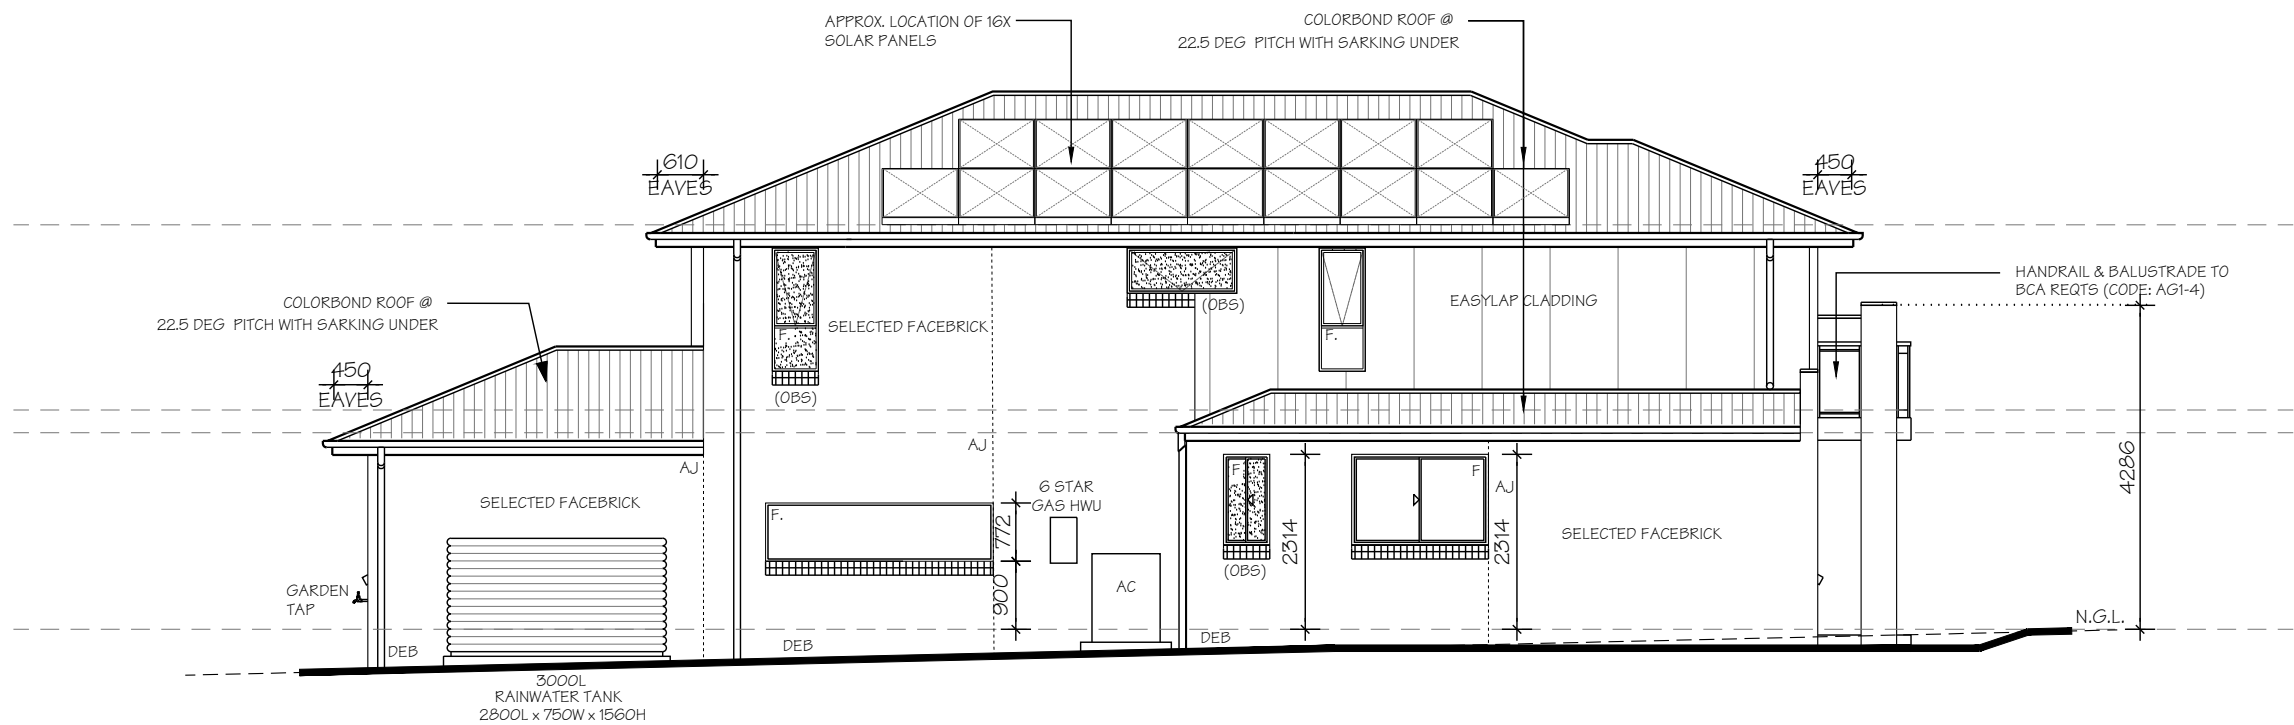 APPROX. LOCATION OF 16X
SOLAR PANELS
COLORBOND ROOF @
22.5 DEG PITCH WITH SARKING UNDER
610
EAVES
450
EAVES
HANDRAIL & BALUSTRADE TO
BCA REQTS (CODE: AG1-4)
COLORBOND ROOF @
22.5 DEG PITCH WITH SARKING UNDER
EASYLAP CLADDING
(OBS)
SELECTED FACEBRICK
F.
F.
450
EAVES
(OBS)
AJ
AJ
4286
F
F
AJ
6 STAR
GAS HWU
SELECTED FACEBRICK
F.
772
2314
2314
SELECTED FACEBRICK
(OBS)
AC
GARDEN
TAP
900
N.G.L.
DEB
DEB
DEB
3000L
RAINWATER TANK
2800L x 750W x 1560H